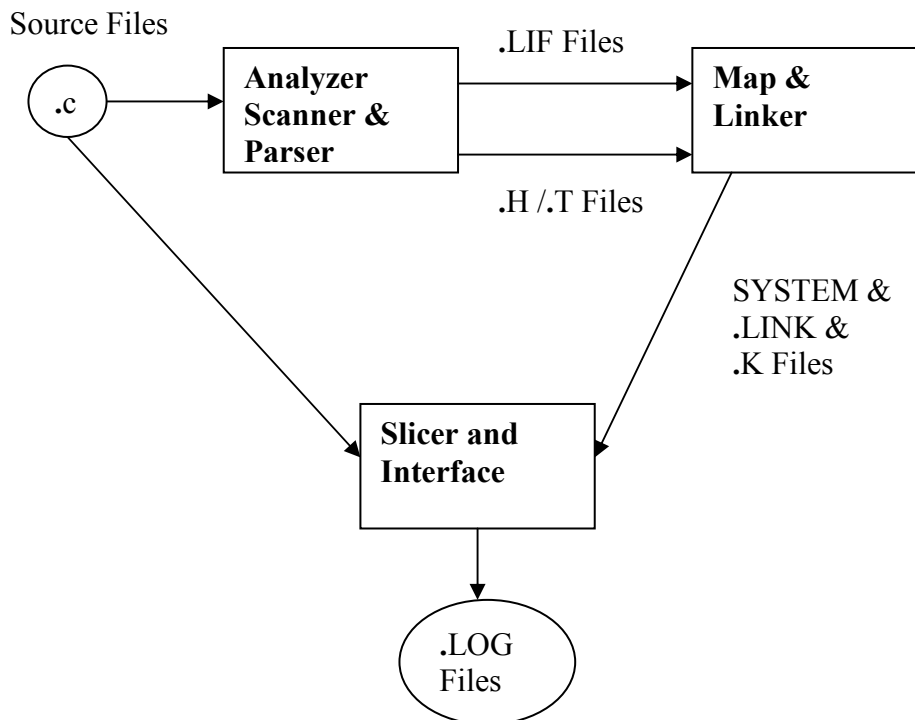 Source Files
.c
Analyzer
Scanner &
Parser
.LIF Files
.H /.T Files
Map &
Linker
SYSTEM &
.LINK &
.K Files
Slicer and
Interface
.LOG
Files